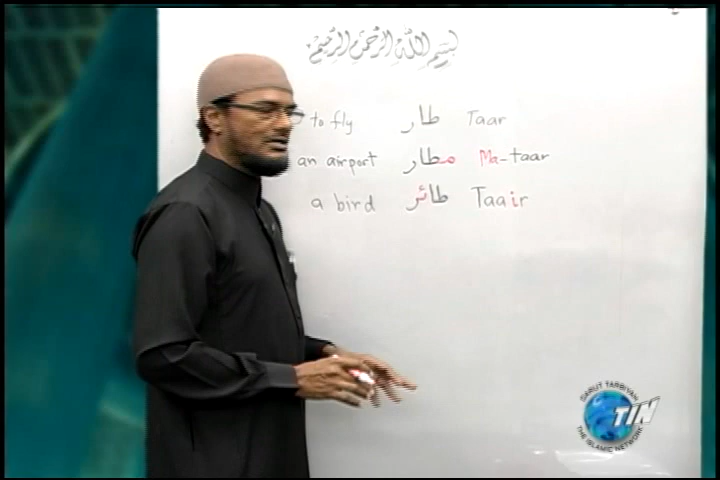 بسم الله الرحمن الرحيم
to fly طار Taar
an airport مطار Ma-taar
a bird طائر Taair
DARUT TARBIYAH
TIN
THE ISLAMIC NETWORK